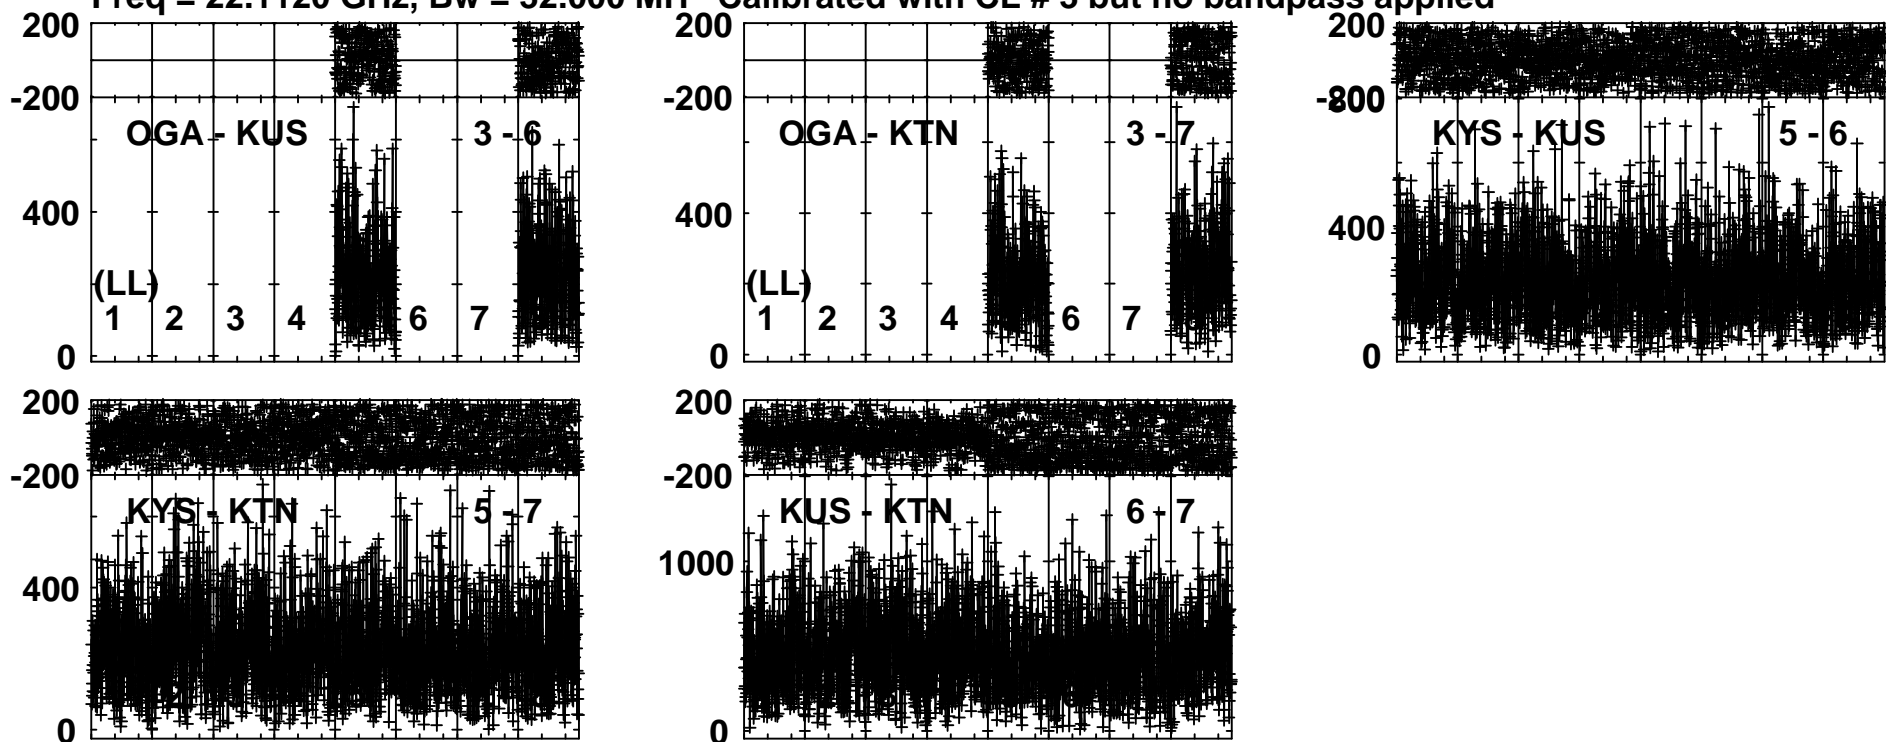 Freq = 22.1120 GHz, Bw = 32.000 MH Calibrated with CL # 3 but no bandpass applied
200
-200
OGA - KUS 3 - 6
400
(LL)
1 2 3 4 6 7
0
200
-200
OGA - KTN 3 - 7
400
(LL)
1 2 3 4 6 7
0
200
KYS - KUS 5 - 6
400
0
200
-200
KYS - KTN 5 - 7
400
0
200
-200
KUS - KTN 6 - 7
1000
0